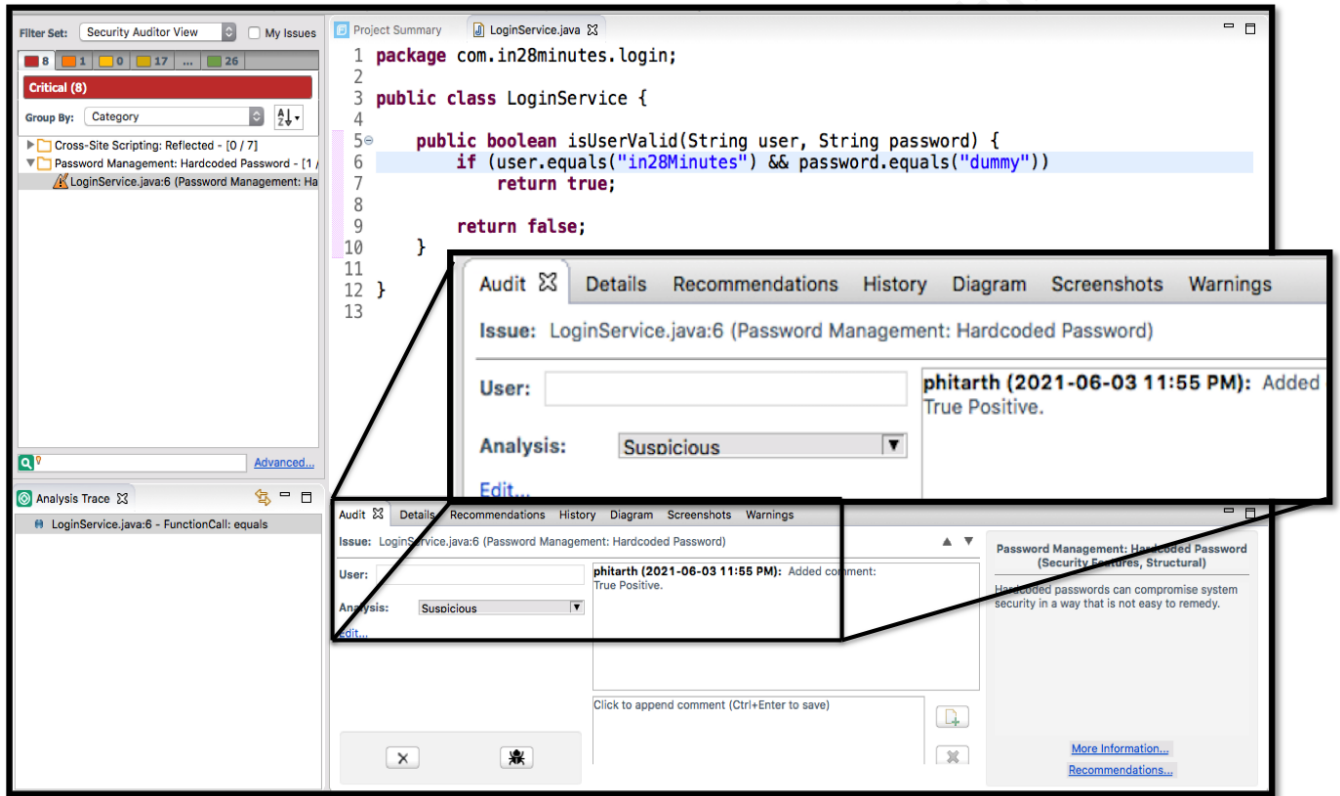 Filter Set: Security Auditor View My Issues
8 1 0 17 ... 26
Critical (8)
Group By: Category
Cross-Site Scripting: Reflected - [0 / 7]
Password Management: Hardcoded Password - [1 /
LoginService.java:6 (Password Management: Ha
Advanced...
Analysis Trace
LoginService.java:6 - FunctionCall: equals
Project Summary LoginService.java
1 package com.in28minutes.login;
2
3 public class LoginService {
4
5 public boolean isUserValid(String user, String password) {
6 if (user.equals("in28Minutes") && password.equals("dummy"))
7 return true;
8
9 return false;
10 }
11
12 }
13
Audit Details Recommendations History Diagram Screenshots Warnings
Issue: LoginService.java:6 (Password Management: Hardcoded Password)
User:
phitarth (2021-06-03 11:55 PM): Added
True Positive.
Analysis: Suspicious
Edit...
Audit Details Recommendations History Diagram Screenshots Warnings
Issue: LoginService.java:6 (Password Management: Hardcoded Password)
User:
Analysis: Suspicious
Edit...
phitarth (2021-06-03 11:55 PM): Added comment:
True Positive.
Click to append comment (Ctrl+Enter to save)
Password Management: Hardcoded Password
(Security Features, Structural)
Hardcoded passwords can compromise system
security in a way that is not easy to remedy.
More Information...
Recommendations...